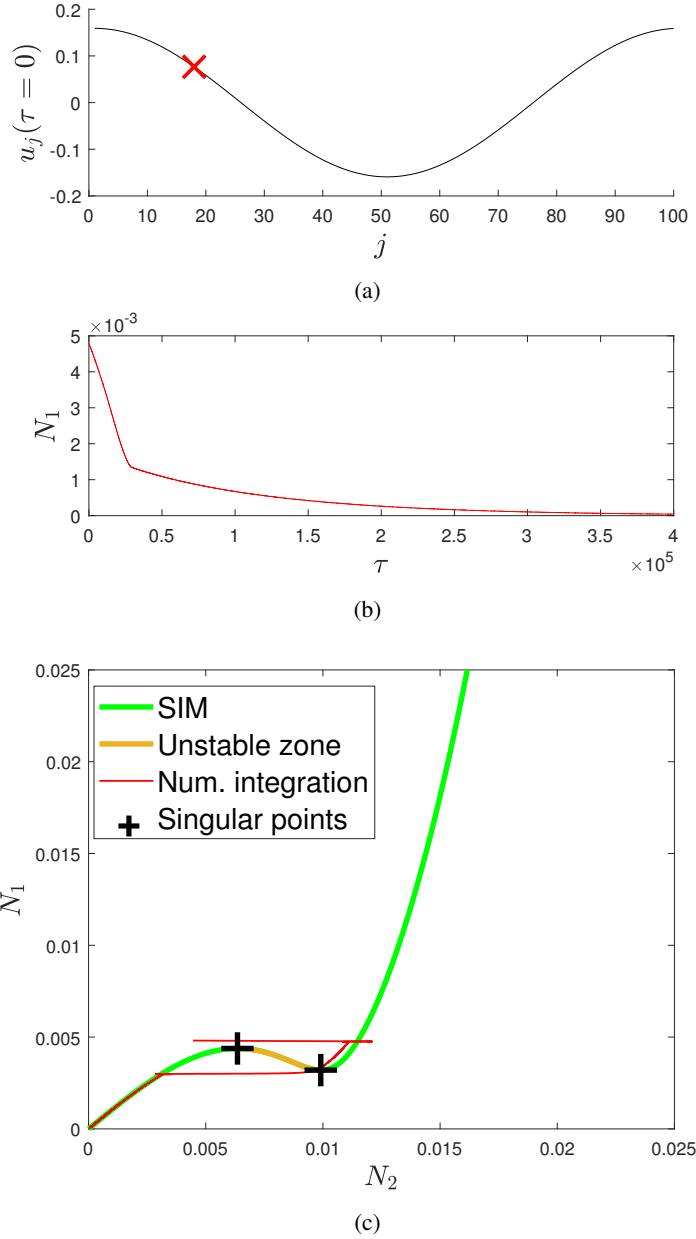 0.2
0.1
0
-0.1
-0.2
u_j(τ = 0)
0 10 20 30 40 50 60 70 80 90 100
j
(a)
×10^-3
5
4
3
2
1
0
N_1
0 0.5 1 1.5 2 2.5 3 3.5 4
τ
×10^5
(b)
0.025
0.02
0.015
0.01
0.005
0
N_1
SIM
Unstable zone
Num. integration
Singular points
0 0.005 0.01 0.015 0.02 0.025
N_2
(c)